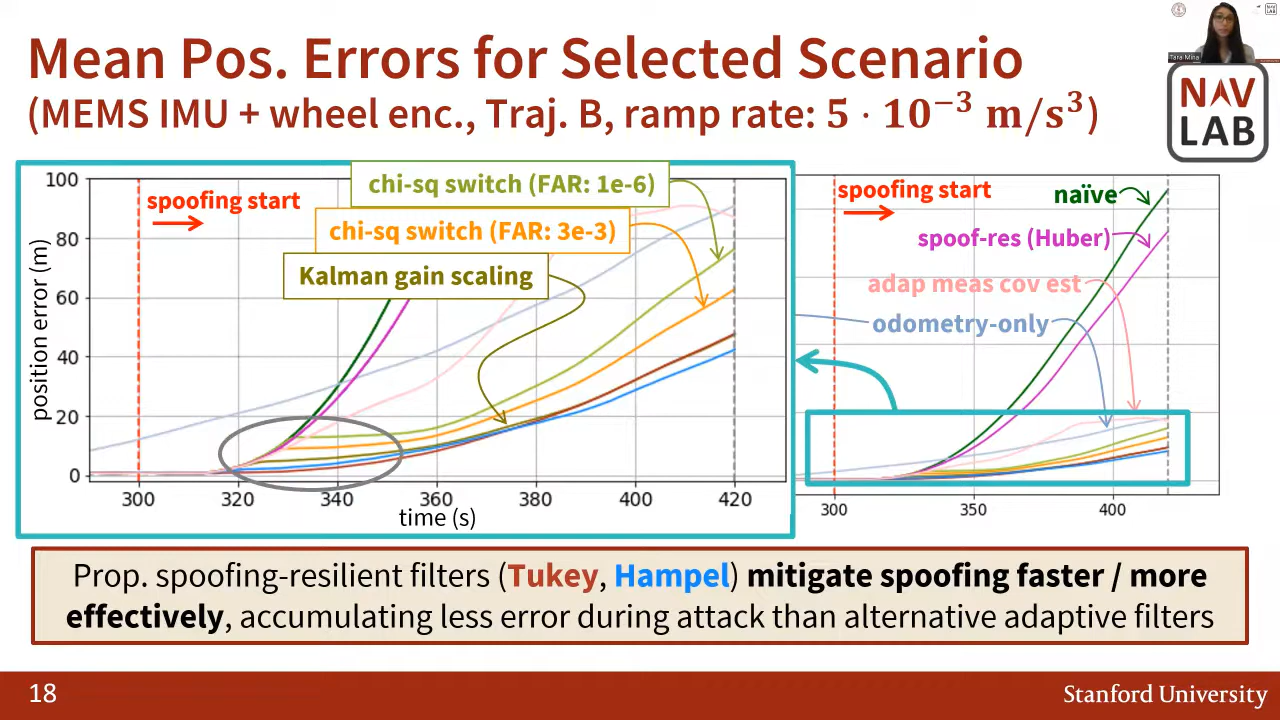 Mean Pos. Errors for Selected Scenario
(MEMS IMU + wheel enc., Traj. B, ramp rate: 5 · 10⁻³ m/s³)
Tara Mina
NAV
LAB
NAV
LAB
100
80
60
40
20
0
position error (m)
300
320
340
360
380
400
420
time (s)
spoofing start
chi-sq switch (FAR: 1e-6)
chi-sq switch (FAR: 3e-3)
Kalman gain scaling
spoofing start
naïve
spoof-res (Huber)
adap meas cov est
odometry-only
300
350
400
Prop. spoofing-resilient filters (Tukey, Hampel) mitigate spoofing faster / more
effectively, accumulating less error during attack than alternative adaptive filters
18
Stanford University